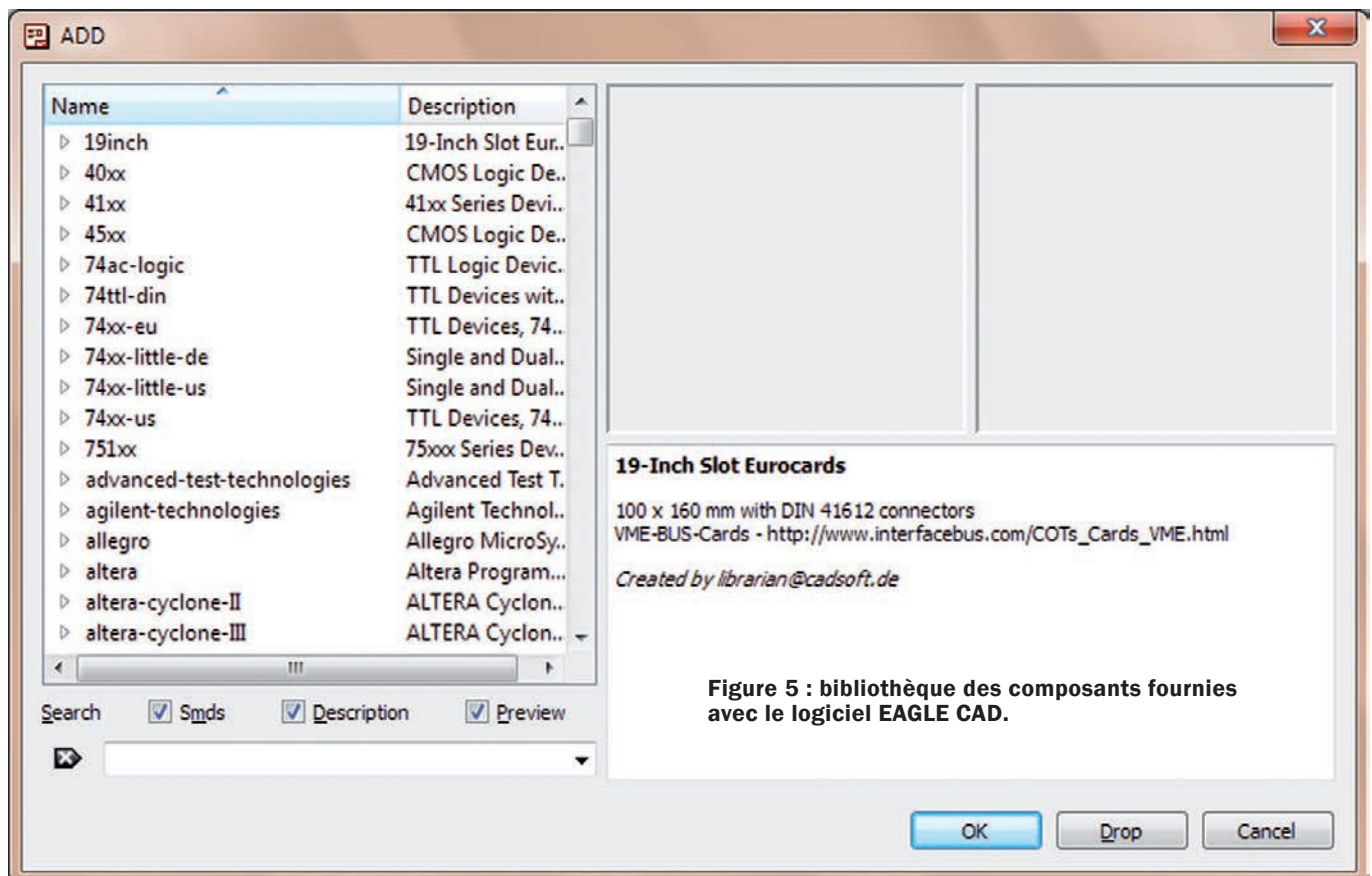 ADD
Name Description
19inch 19-Inch Slot Eur..
40xx CMOS Logic De..
41xx 41xx Series Devi..
45xx CMOS Logic De..
74ac-logic TTL Logic Devic..
74ttl-din TTL Devices wit..
74xx-eu TTL Devices, 74...
74xx-little-de Single and Dual..
74xx-little-us Single and Dual..
74xx-us TTL Devices, 74...
751xx 75xxx Series Dev..
advanced-test-technologies Advanced Test T.
agilent-technologies Agilent Technol..
allegro Allegro MicroSy..
altera Altera Program...
altera-cyclone-II ALTERA Cyclon...
altera-cyclone-III ALTERA Cyclon..
Search Smds Description Preview
19-Inch Slot Eurocards
100 x 160 mm with DIN 41612 connectors
VME-BUS-Cards - http://www.interfacebus.com/COTs_Cards_VME.html
Created by librarian@cadsoft.de
Figure 5 : bibliothèque des composants fournies
avec le logiciel EAGLE CAD.
OK Drop Cancel